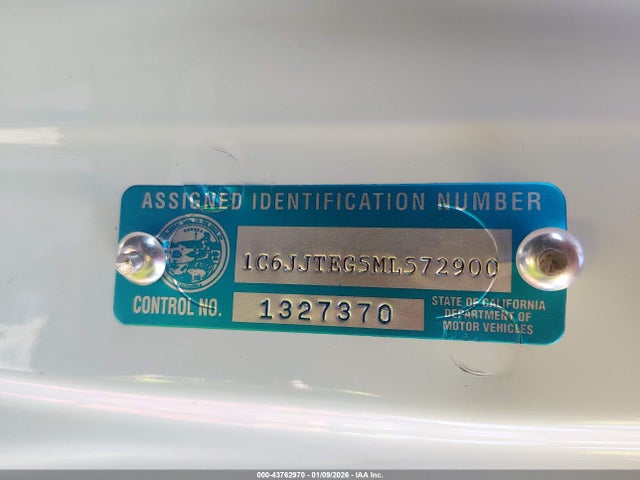 ASSIGNED IDENTIFICATION NUMBER
1C6JJTEG5ML572900
CONTROL NO.
1327370
STATE OF CALIFORNIA
DEPARTMENT OF
MOTOR VEHICLES
000-43762970 - 01/09/2026 - IAA Inc.